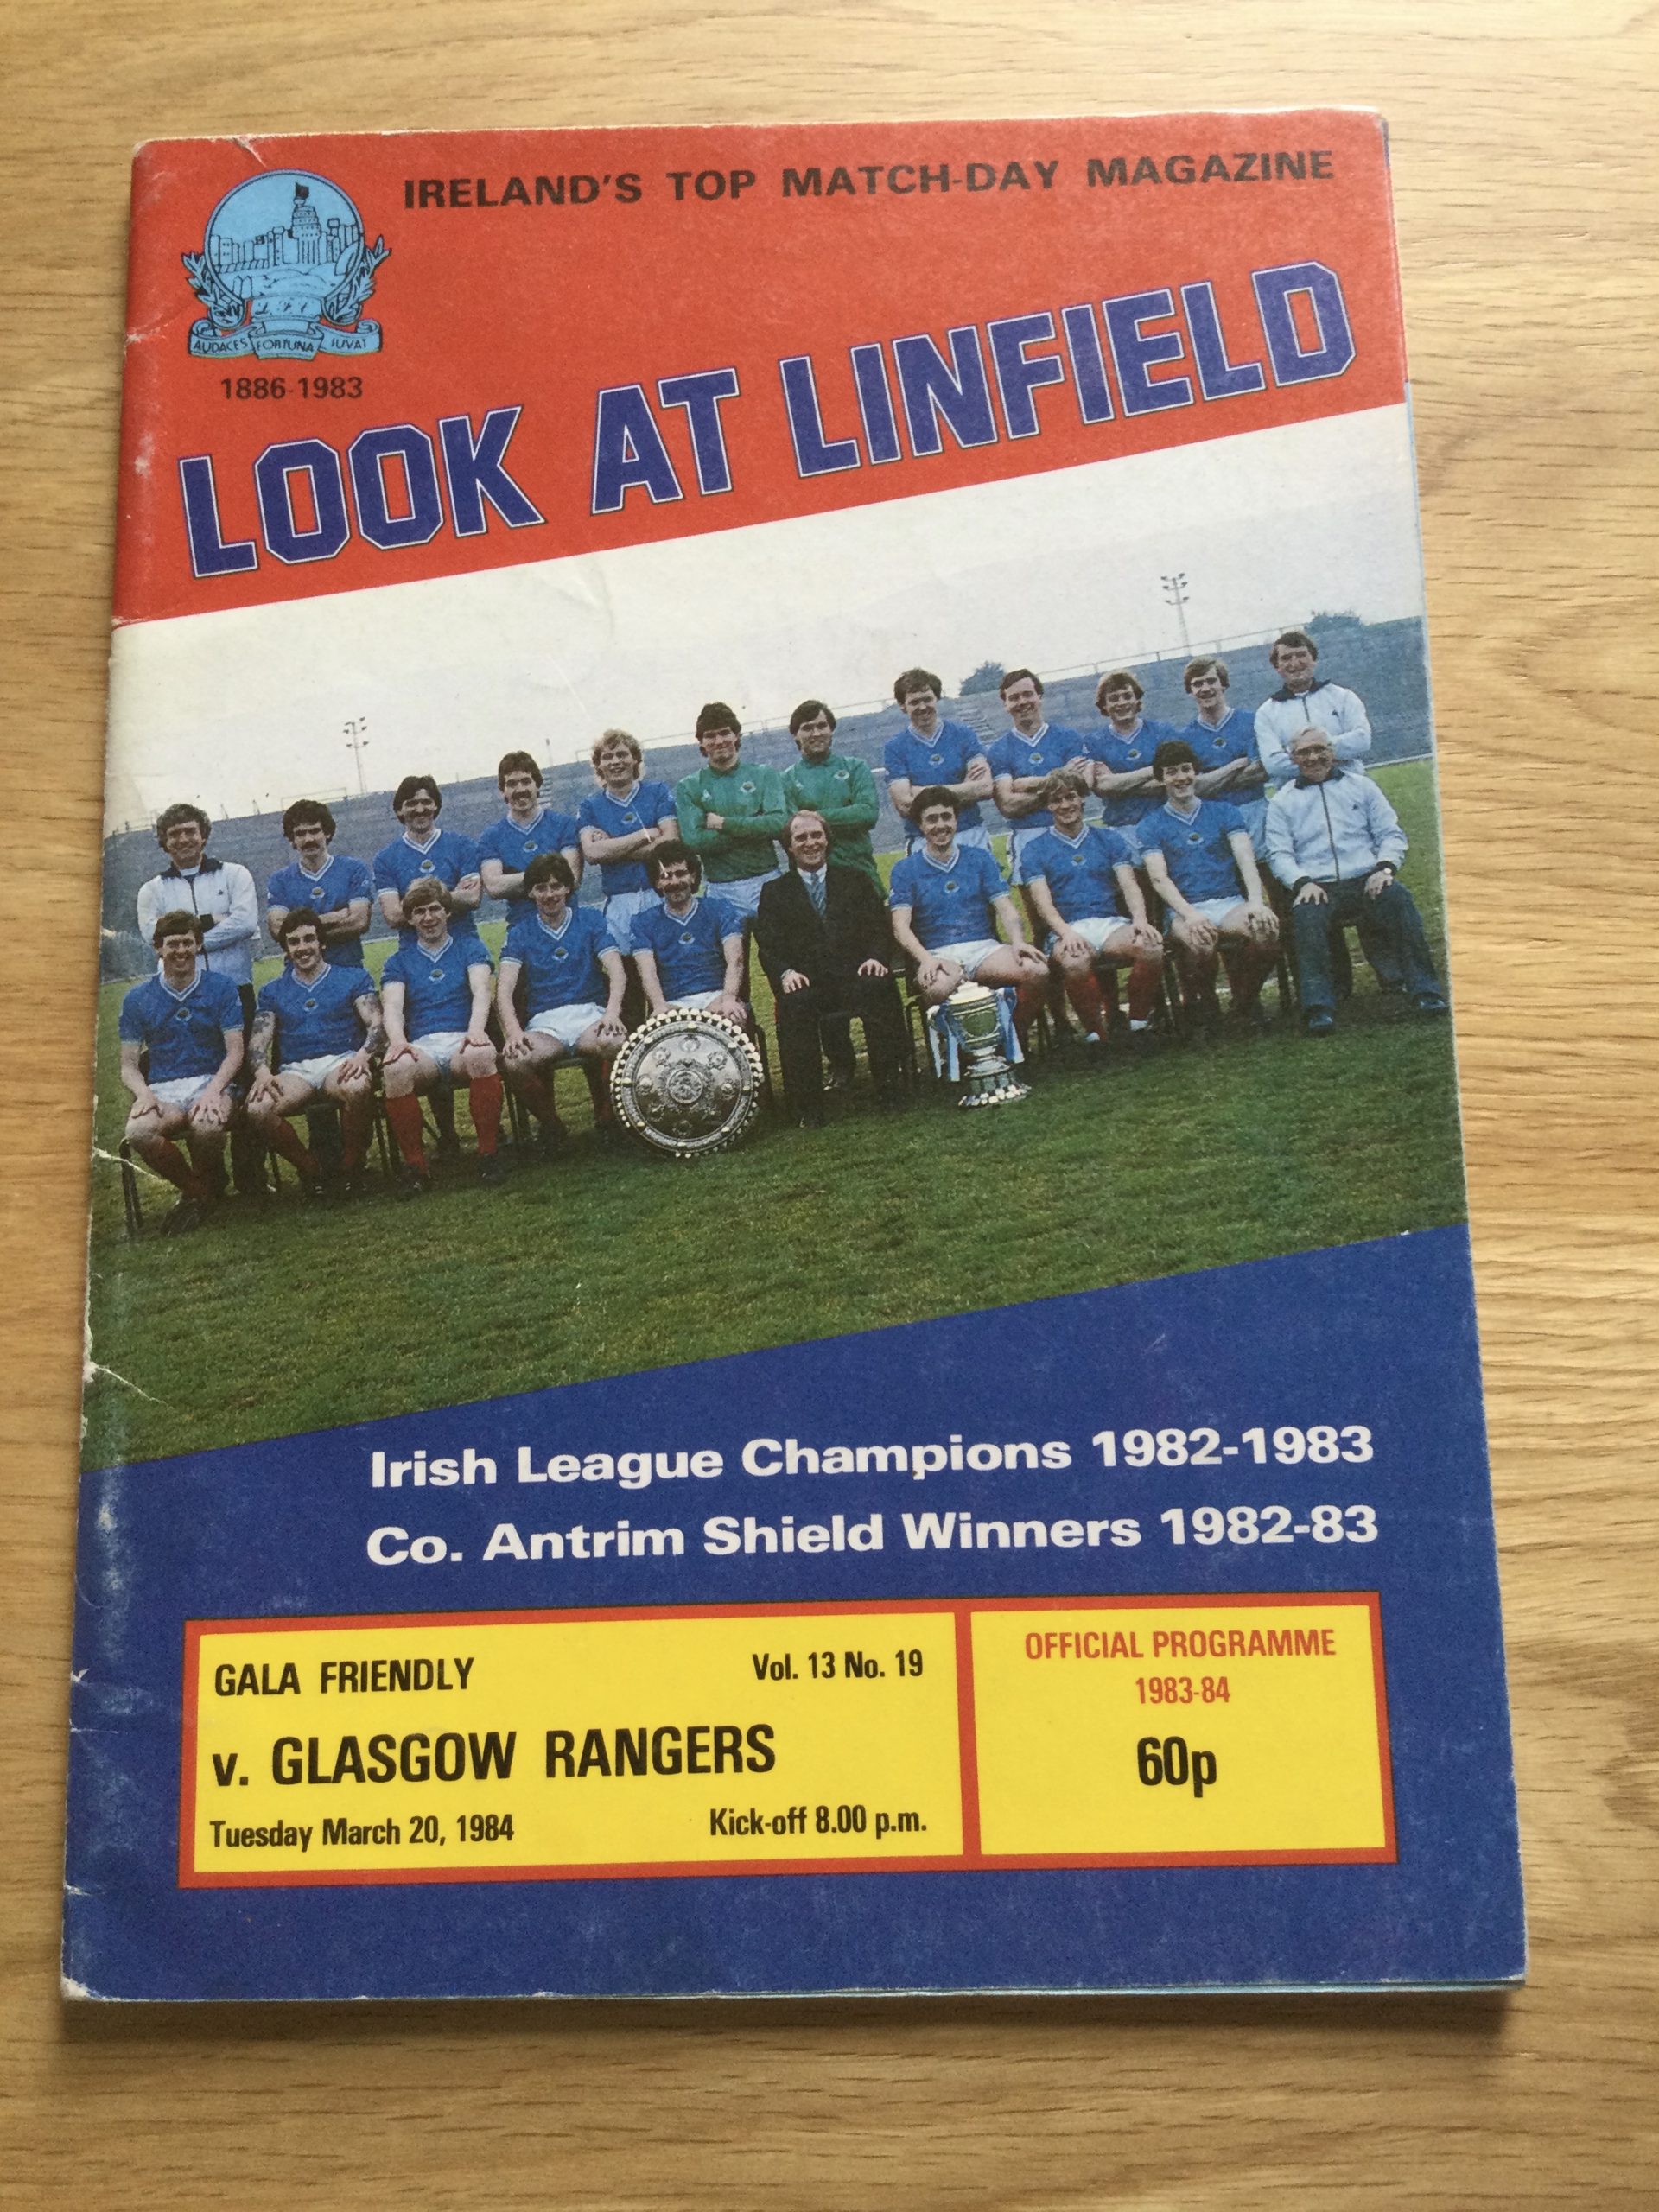 IRELAND'S TOP MATCH-DAY MAGAZINE
L.F.C.
AUDACES FORTUNA JUVAT
1886-1983
LOOK AT LINFIELD
Irish League Champions 1982-1983
Co. Antrim Shield Winners 1982-83
GALA FRIENDLY Vol. 13 No. 19
v. GLASGOW RANGERS
Tuesday March 20, 1984 Kick-off 8.00 p.m.
OFFICIAL PROGRAMME
1983-84
60p